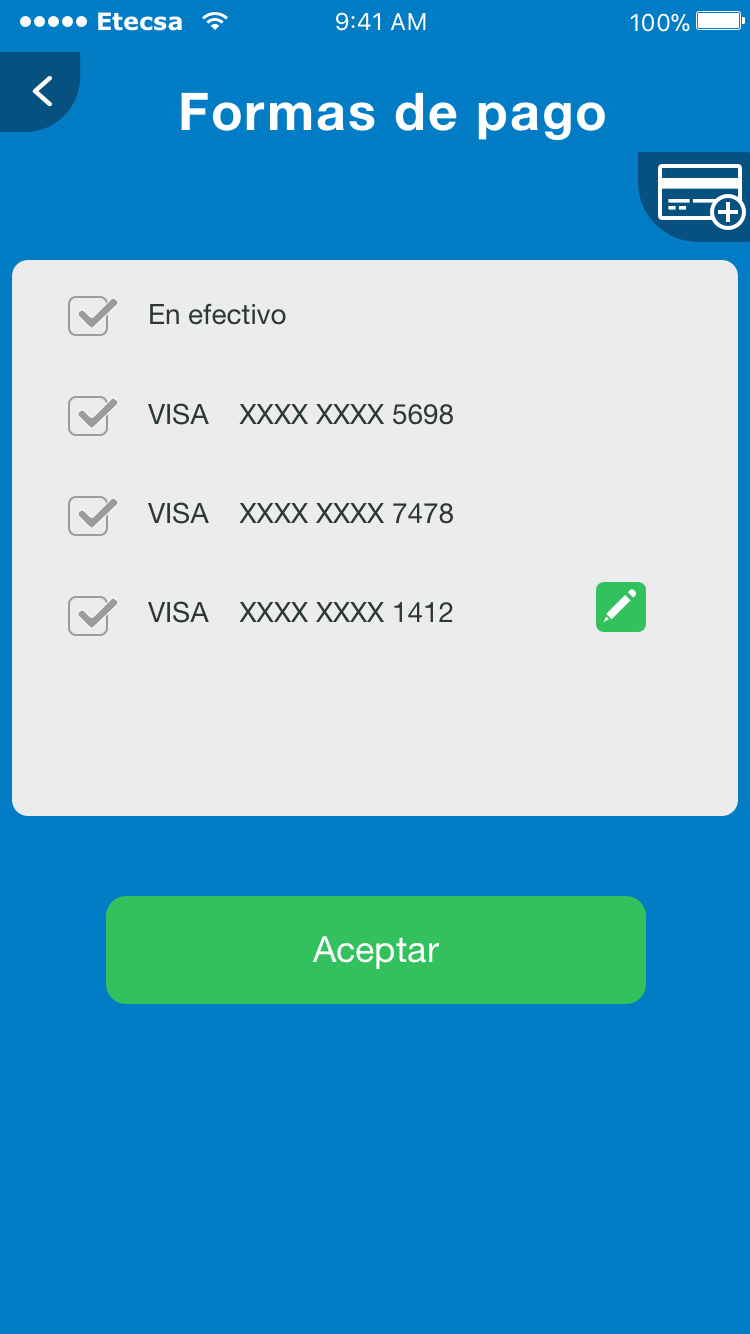 Etecsa 9:41 AM 100%
Formas de pago
En efectivo
VISA XXXX XXXX 5698
VISA XXXX XXXX 7478
VISA XXXX XXXX 1412
Aceptar